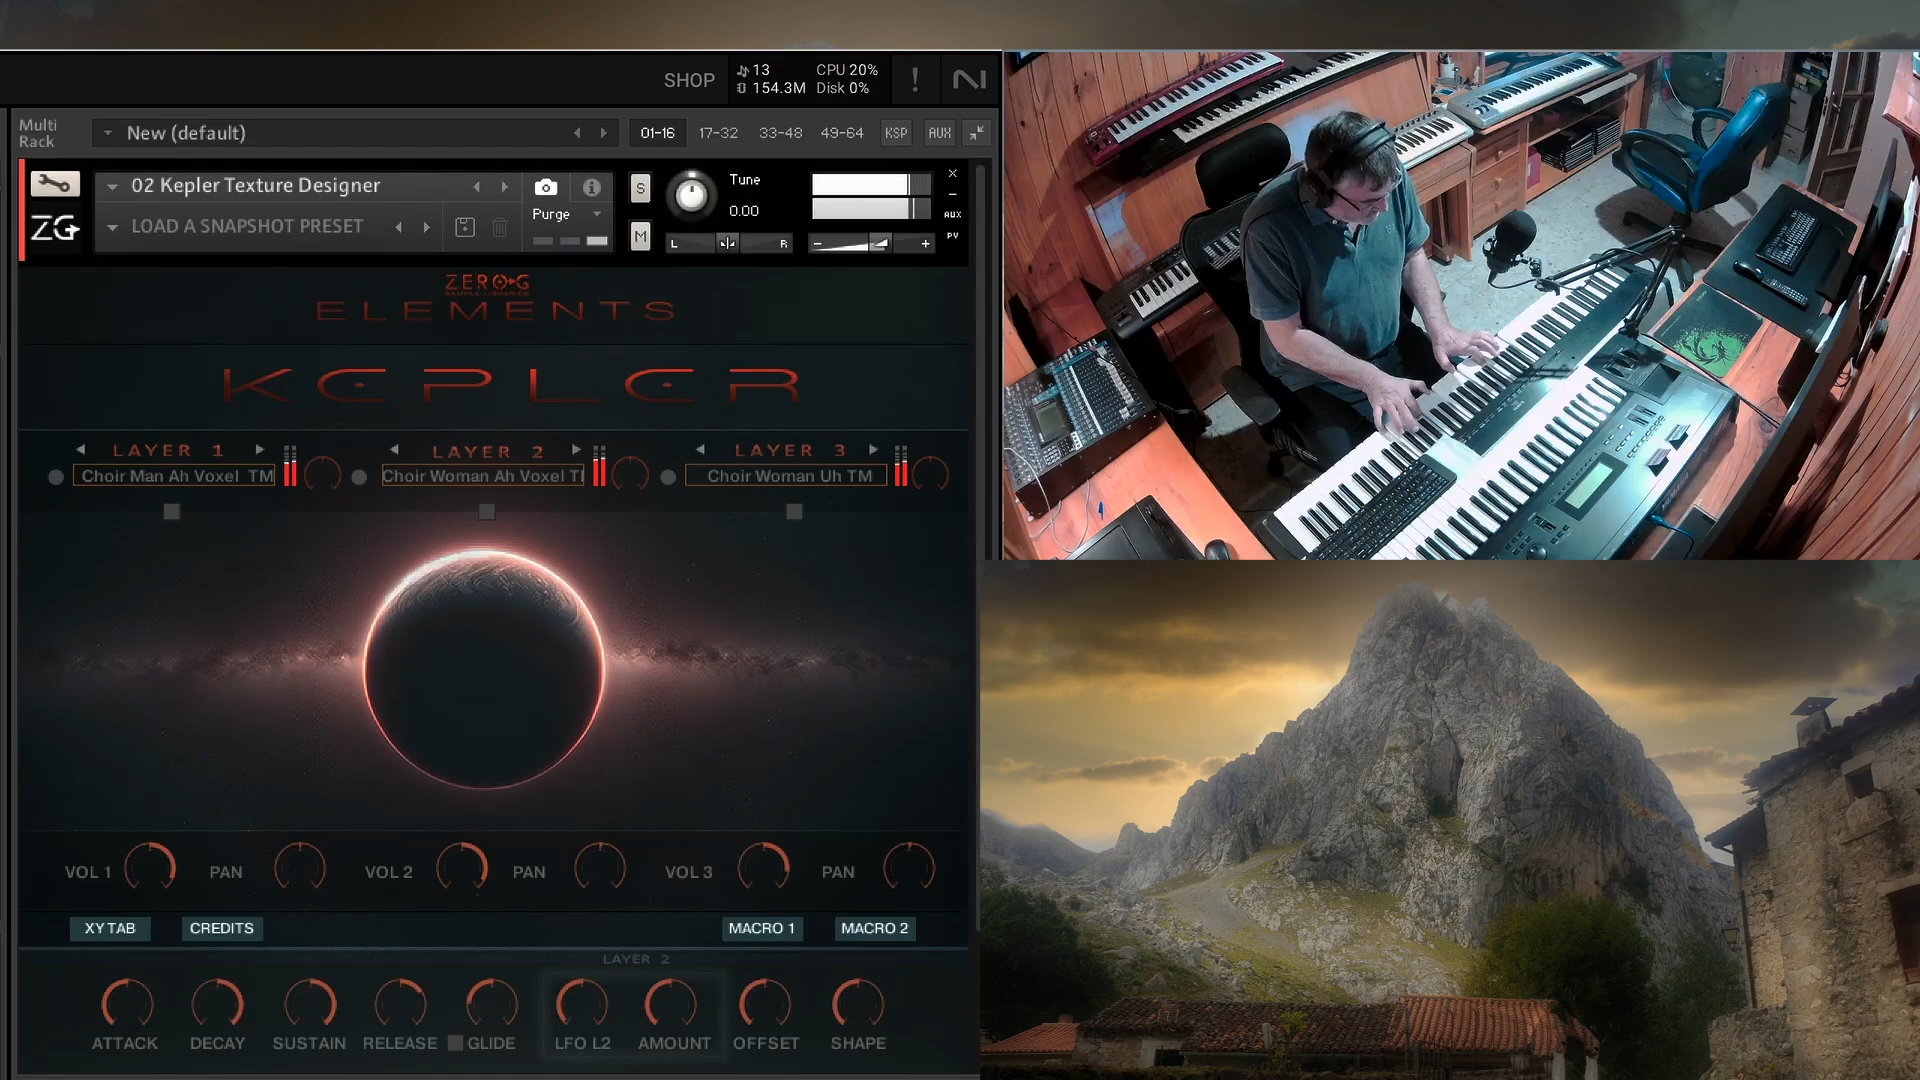 SHOP
13
154.3M
CPU 20%
Disk 0%
Multi
Rack
New (default)
01-16
17-32
33-48
49-64
KSP
AUX
02 Kepler Texture Designer
LOAD A SNAPSHOT PRESET
Purge
S
M
Tune
0.00
L
R
AUX
PV
ZG
ZERO-G
ELEMENTS
KEPLER
LAYER 1
LAYER 2
LAYER 3
Choir Man Ah Voxel TM
Choir Woman Ah Voxel T
Choir Woman Uh TM
VOL 1
PAN
VOL 2
PAN
VOL 3
PAN
XY TAB
CREDITS
MACRO 1
MACRO 2
LAYER 2
ATTACK
DECAY
SUSTAIN
RELEASE
GLIDE
LFO L2
AMOUNT
OFFSET
SHAPE